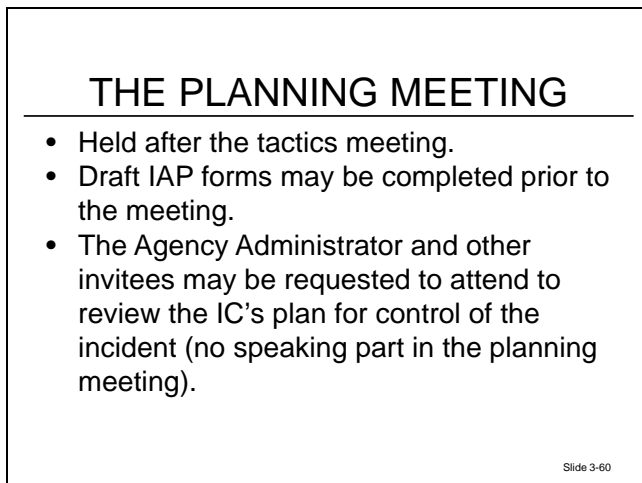 THE PLANNING MEETING
• Held after the tactics meeting.
• Draft IAP forms may be completed prior to
the meeting.
• The Agency Administrator and other
invitees may be requested to attend to
review the IC’s plan for control of the
incident (no speaking part in the planning
meeting).
Slide 3-60